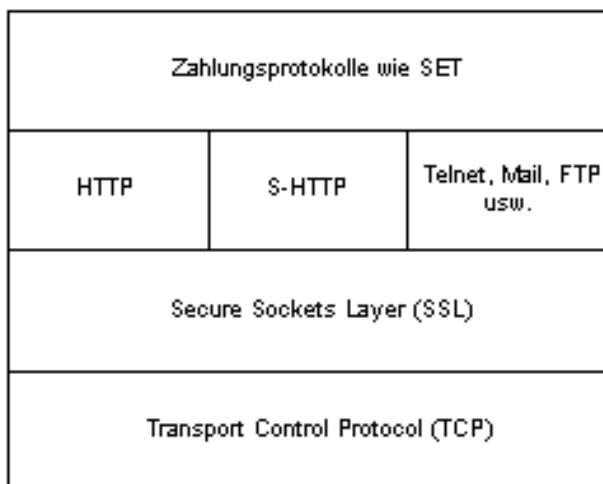 Zahlungsprotokolle wie SET
HTTP
S-HTTP
Telnet, Mail, FTP
usw.
Secure Sockets Layer (SSL)
Transport Control Protocol (TCP)